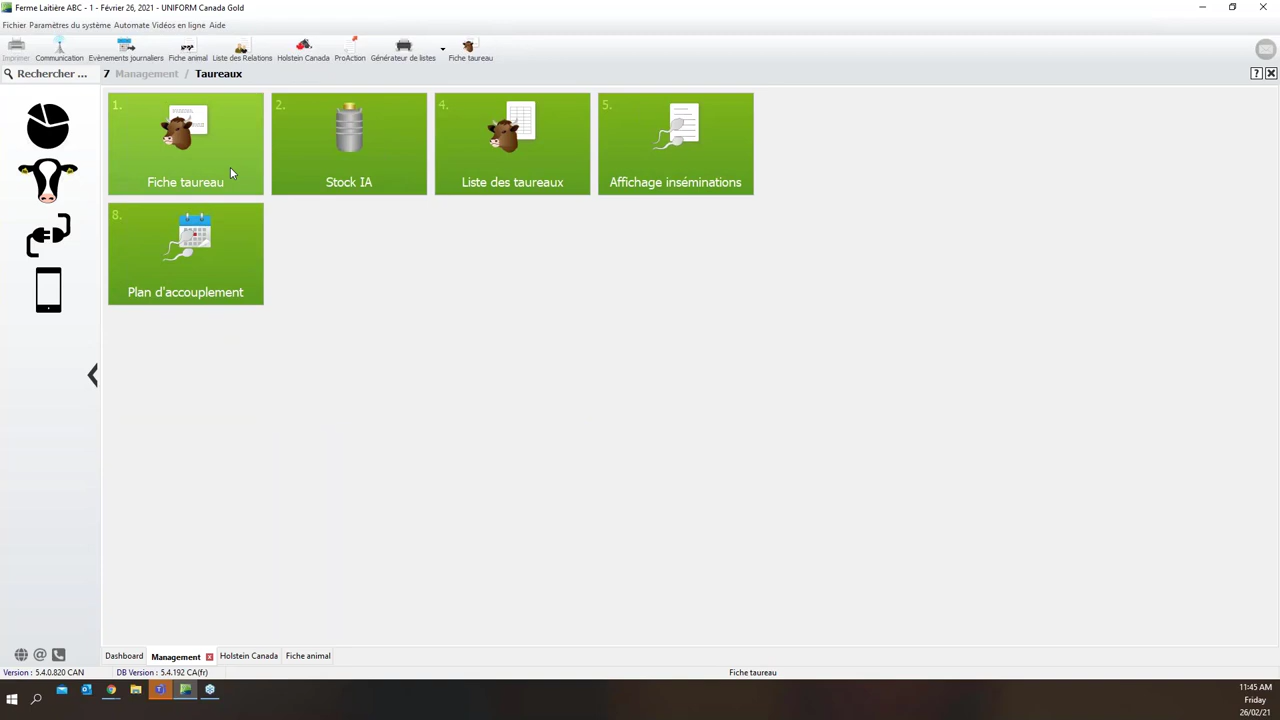 Ferme Laitière ABC - 1 - Février 26, 2021 - UNIFORM Canada Gold
Fichier Paramètres du système Automate Vidéos en ligne Aide
Imprimer Communication Evènements journaliers Fiche animal Liste des Relations Holstein Canada ProAction Générateur de listes Fiche taureau
Rechercher ... 7 Management / Taureaux
1. 2. 4. 5.
Fiche taureau Stock IA Liste des taureaux Affichage inséminations
8.
Plan d'accouplement
Dashboard Management Holstein Canada Fiche animal
Version : 5.4.0.820 CAN DB Version : 5.4.192 CA(fr) Fiche taureau
11:45 AM
Friday
26/02/21